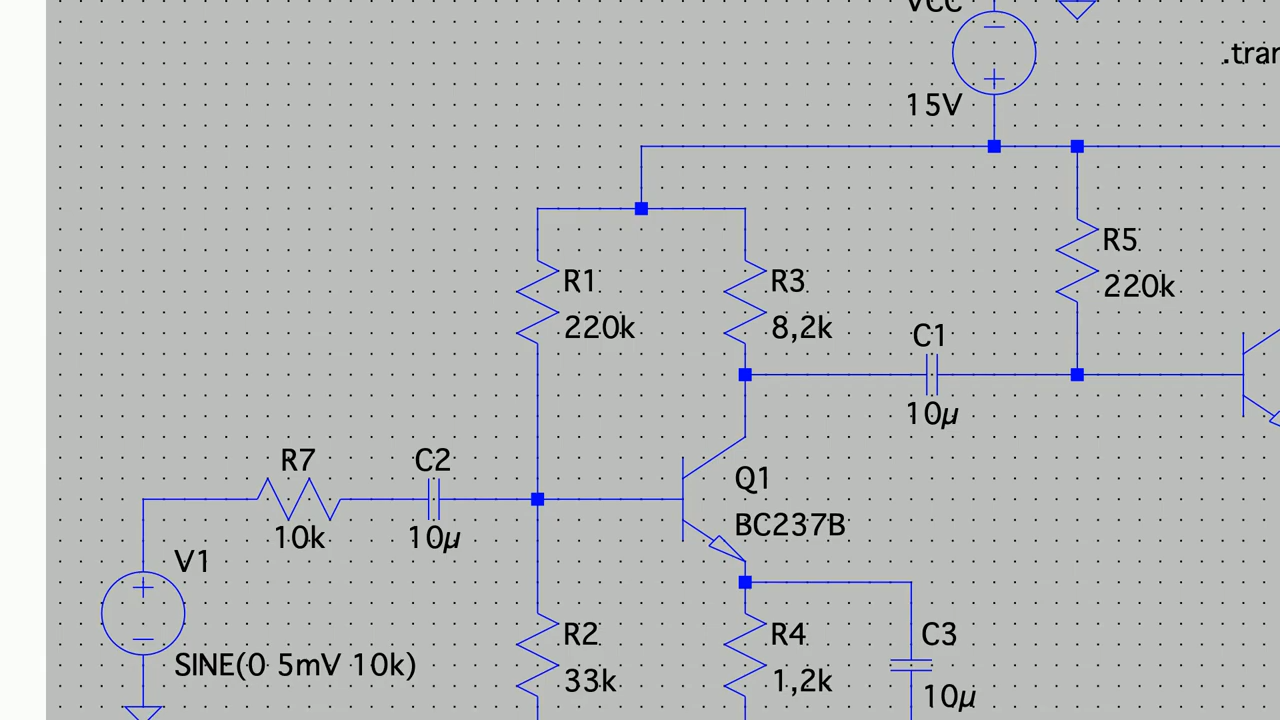 VCC
15V
.tran
R5
220k
R1
220k
R3
8,2k
C1
10µ
R7
10k
C2
10µ
Q1
BC237B
V1
SINE(0 5mV 10k)
R2
33k
R4
1,2k
C3
10µ